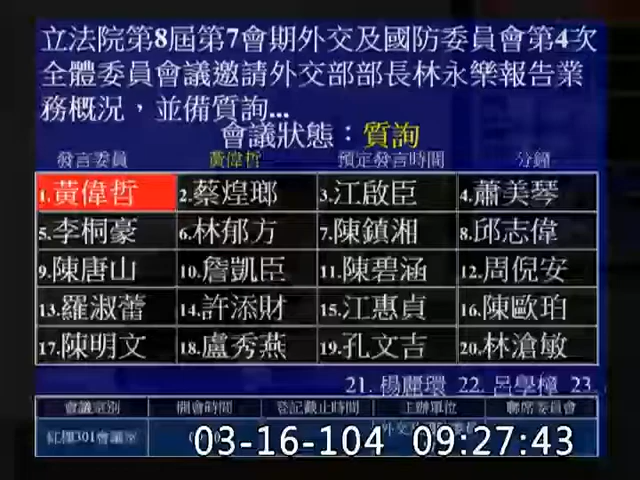 立法院第8屆第7會期外交及國防委員會第4次
全體委員會議邀請外交部部長林永樂報告業
務概況，並備質詢...
會議狀態：質詢
發言委員 黃偉哲 預定發言時間 分鐘
1.黃偉哲 2.蔡煌瑯 3.江啟臣 4.蕭美琴
5.李桐豪 6.林郁方 7.陳鎮湘 8.邱志偉
9.陳唐山 10.詹凱臣 11.陳碧涵 12.周倪安
13.羅淑蕾 14.許添財 15.江惠貞 16.陳歐珀
17.陳明文 18.盧秀燕 19.孔文吉 20.林滄敏
21. 楊麗環 22. 呂學樟 23.
會議室別 開會時間 登記截止時間 主辦單位 聯席委員會
紅樓301會議室
03-16-104 09:27:43